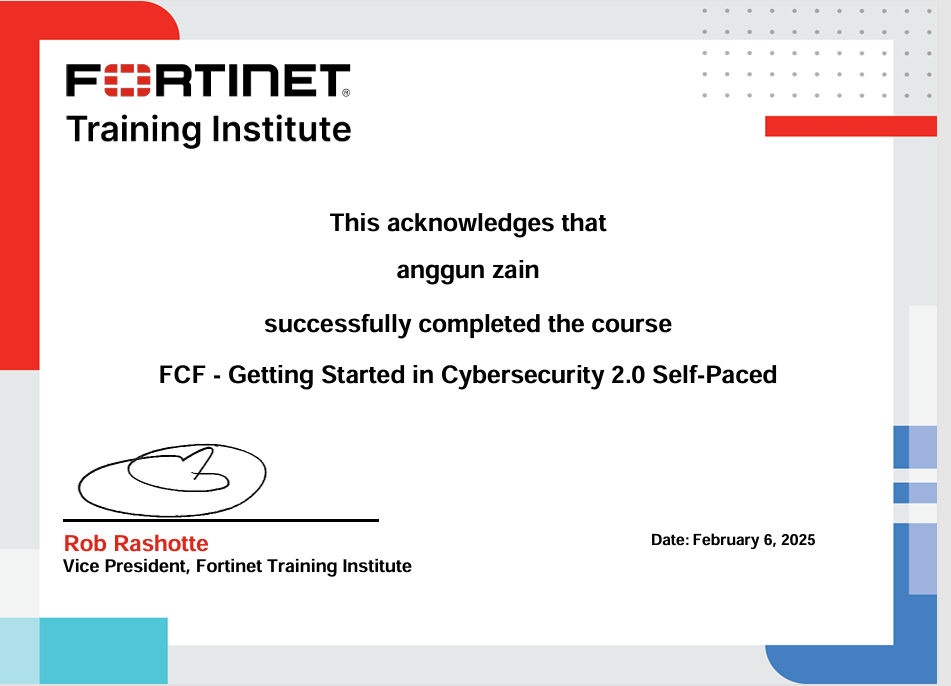 FORTINET®
Training Institute
This acknowledges that
anggun zain
successfully completed the course
FCF - Getting Started in Cybersecurity 2.0 Self-Paced
Rob Rashotte
Vice President, Fortinet Training Institute
Date: February 6, 2025